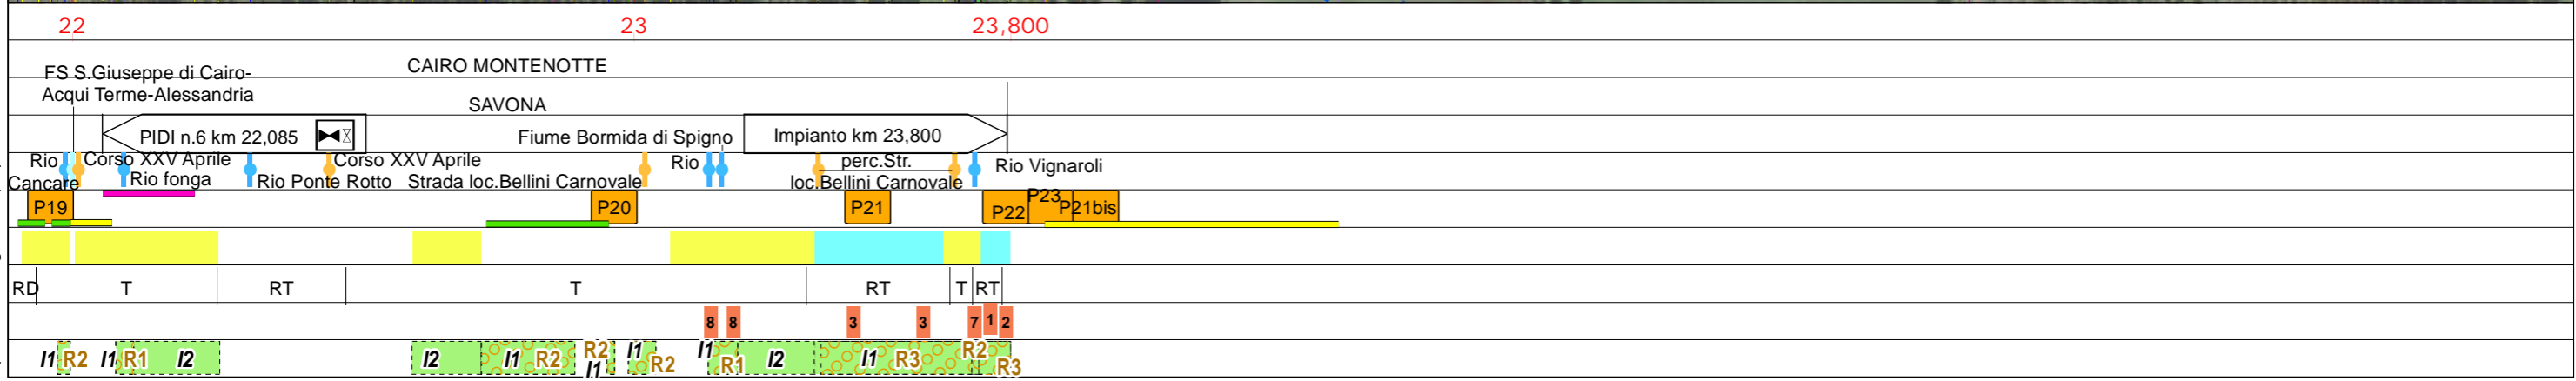 22 23 23,800
FS S.Giuseppe di Cairo-
Acqui Terme-Alessandria
CAIRO MONTENOTTE
SAVONA
PIDI n.6 km 22,085
Fiume Bormida di Spigno
Impianto km 23,800
Rio Corso XXV Aprile Corso XXV Aprile Rio perc.Str. Rio Vignaroli
Cancare Rio fonga Rio Ponte Rotto Strada loc.Bellini Carnovale loc.Bellini Carnovale
P19 P20 P21 P22 P23 P21bis
RD T RT T RT T RT
8 8 3 3 7 1 2
I1 R2 I1 R1 I2 I2 I1 R2 R2 I1 I1 R2 I1 R1 I2 I1 R3 R2 R3